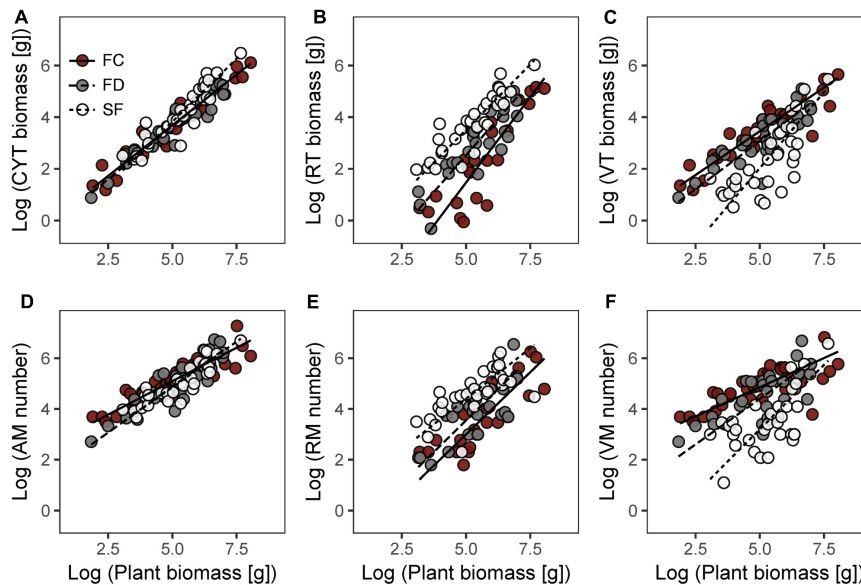 A
B
C
Log (CYT biomass [g])
6
4
2
0
FC
FD
SF
2.5 5.0 7.5
Log (RT biomass [g])
6
4
2
0
2.5 5.0 7.5
Log (VT biomass [g])
6
4
2
0
2.5 5.0 7.5
D
E
F
Log (AM number)
6
4
2
0
2.5 5.0 7.5
Log (Plant biomass [g])
Log (RM number)
6
4
2
0
2.5 5.0 7.5
Log (Plant biomass [g])
Log (VM number)
6
4
2
0
2.5 5.0 7.5
Log (Plant biomass [g])